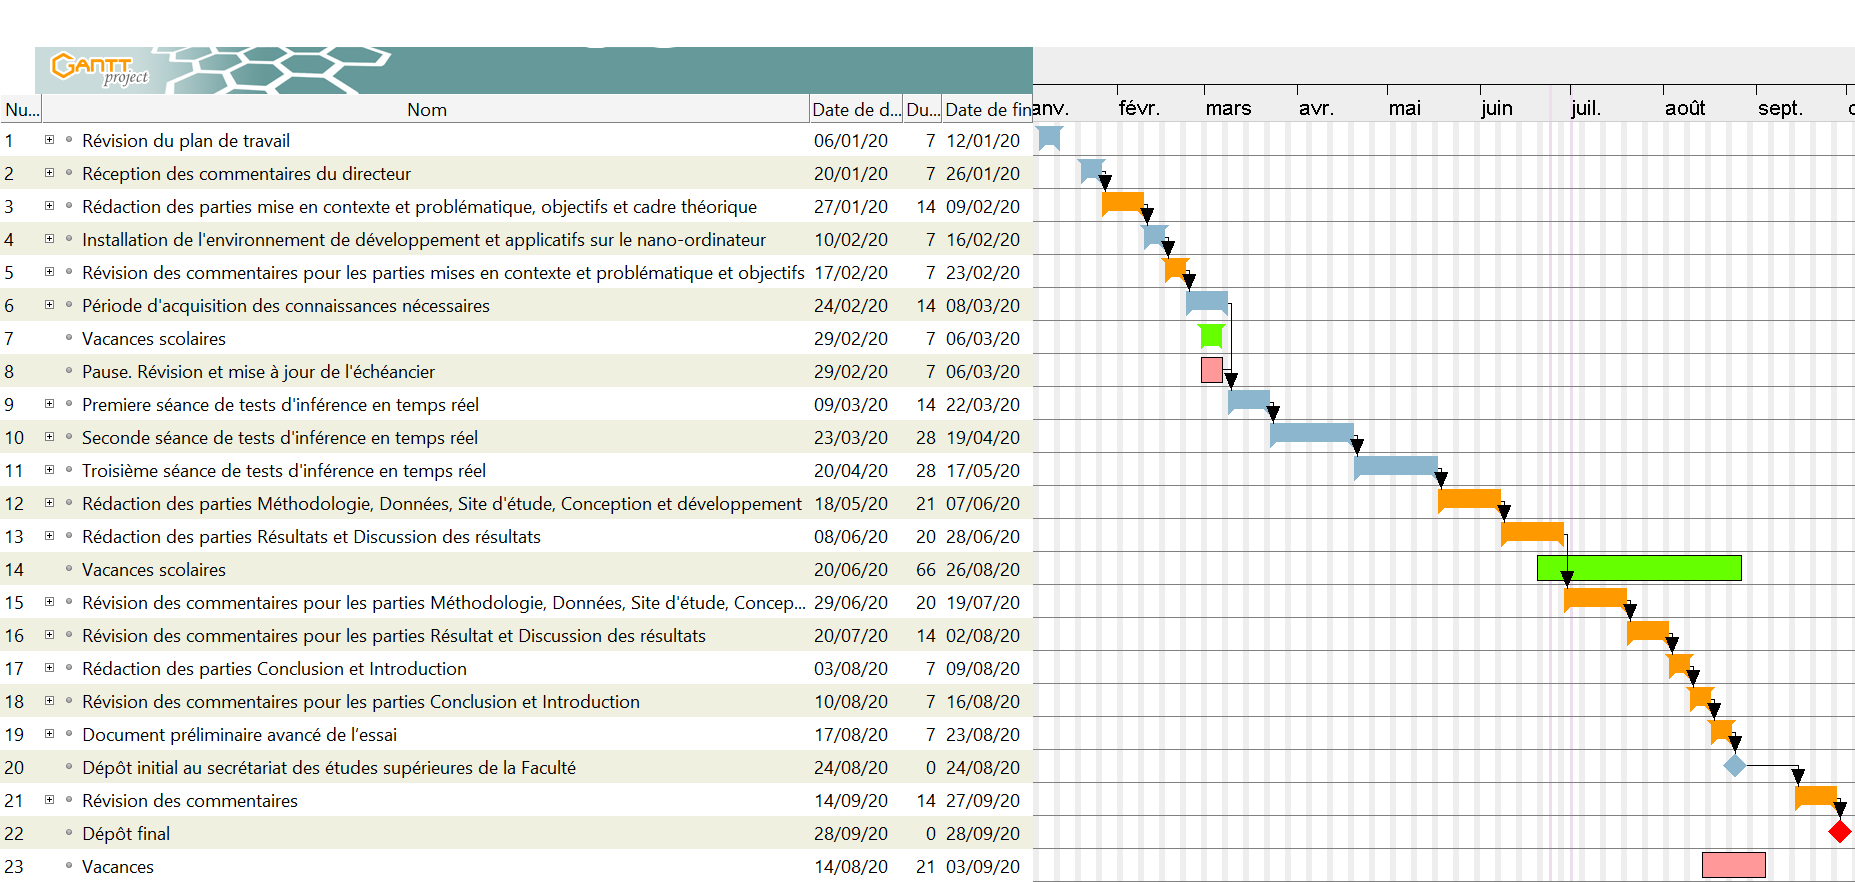 GANTT
project
anv. févr. mars avr. mai juin juil. août sept.
Nu... Nom Date de d... Du... Date de fin
1 Révision du plan de travail 06/01/20 7 12/01/20
2 Réception des commentaires du directeur 20/01/20 7 26/01/20
3 Rédaction des parties mise en contexte et problématique, objectifs et cadre théorique 27/01/20 14 09/02/20
4 Installation de l'environnement de développement et applicatifs sur le nano-ordinateur 10/02/20 7 16/02/20
5 Révision des commentaires pour les parties mises en contexte et problématique et objectifs 17/02/20 7 23/02/20
6 Période d'acquisition des connaissances nécessaires 24/02/20 14 08/03/20
7 Vacances scolaires 29/02/20 7 06/03/20
8 Pause. Révision et mise à jour de l'échéancier 29/02/20 7 06/03/20
9 Premiere séance de tests d'inférence en temps réel 09/03/20 14 22/03/20
10 Seconde séance de tests d'inférence en temps réel 23/03/20 28 19/04/20
11 Troisième séance de tests d'inférence en temps réel 20/04/20 28 17/05/20
12 Rédaction des parties Méthodologie, Données, Site d'étude, Conception et développement 18/05/20 21 07/06/20
13 Rédaction des parties Résultats et Discussion des résultats 08/06/20 20 28/06/20
14 Vacances scolaires 20/06/20 66 26/08/20
15 Révision des commentaires pour les parties Méthodologie, Données, Site d'étude, Concep... 29/06/20 20 19/07/20
16 Révision des commentaires pour les parties Résultat et Discussion des résultats 20/07/20 14 02/08/20
17 Rédaction des parties Conclusion et Introduction 03/08/20 7 09/08/20
18 Révision des commentaires pour les parties Conclusion et Introduction 10/08/20 7 16/08/20
19 Document préliminaire avancé de l’essai 17/08/20 7 23/08/20
20 Dépôt initial au secrétariat des études supérieures de la Faculté 24/08/20 0 24/08/20
21 Révision des commentaires 14/09/20 14 27/09/20
22 Dépôt final 28/09/20 0 28/09/20
23 Vacances 14/08/20 21 03/09/20